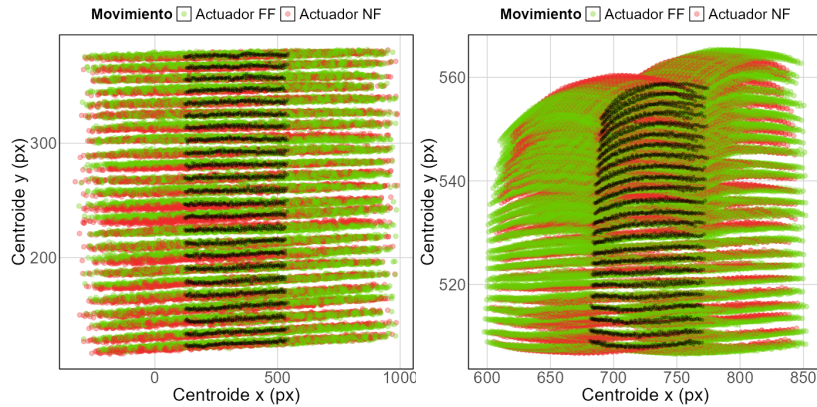 Movimiento Actuador FF Actuador NF
Centroide y (px)
300
200
0 500 1000
Centroide x (px)
Movimiento Actuador FF Actuador NF
Centroide y (px)
560
540
520
600 650 700 750 800 850
Centroide x (px)